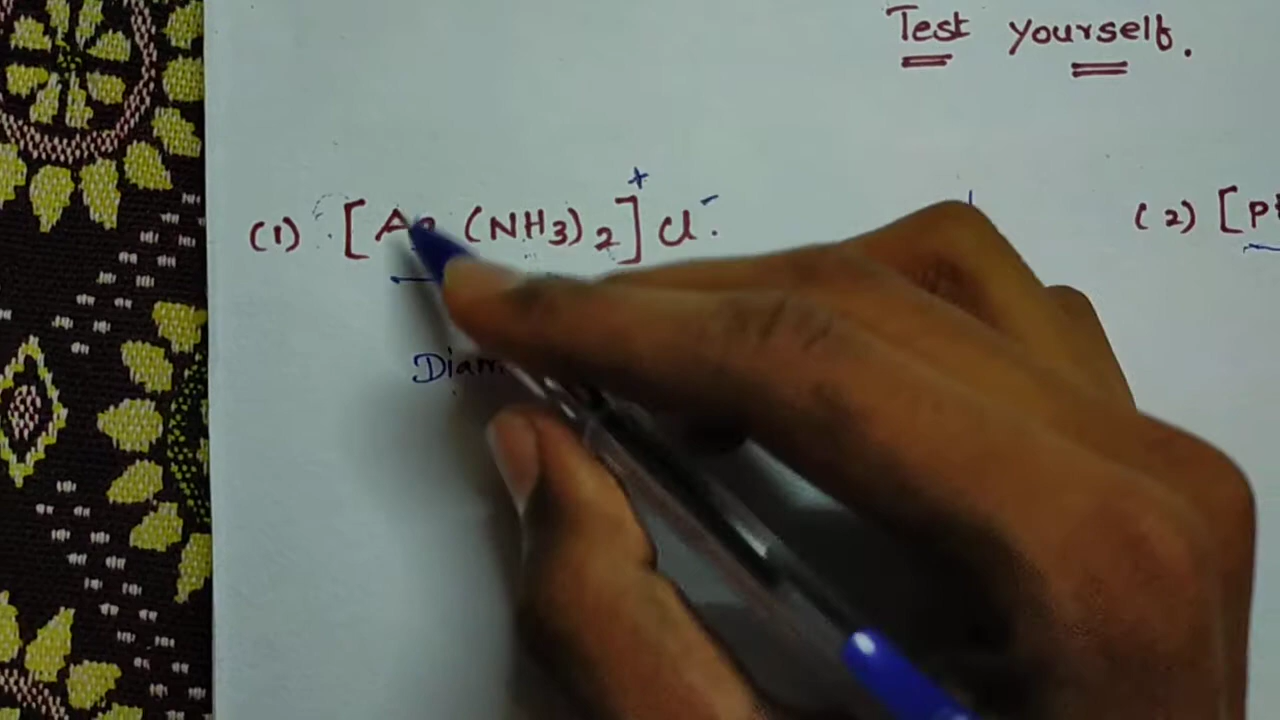 Test yourself.
(1) [Ag (NH3)2]+ Cl-. (2) [P
Diam